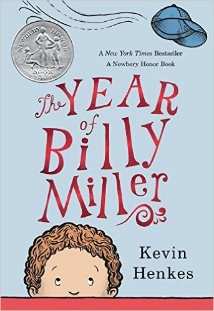 A New York Times Bestseller
A Newbery Honor Book
The YEAR
of
Billy
Miller
Kevin
Henkes